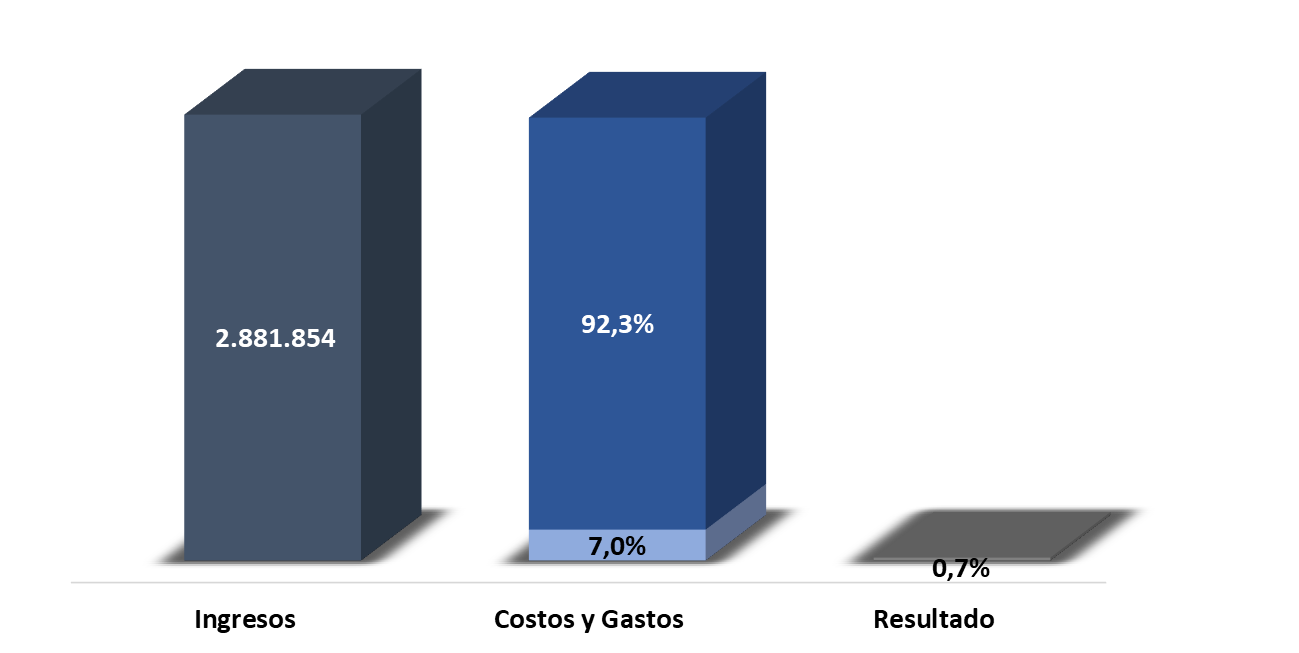 92,3%
2.881.854
7,0%
0,7%
Ingresos
Costos y Gastos
Resultado